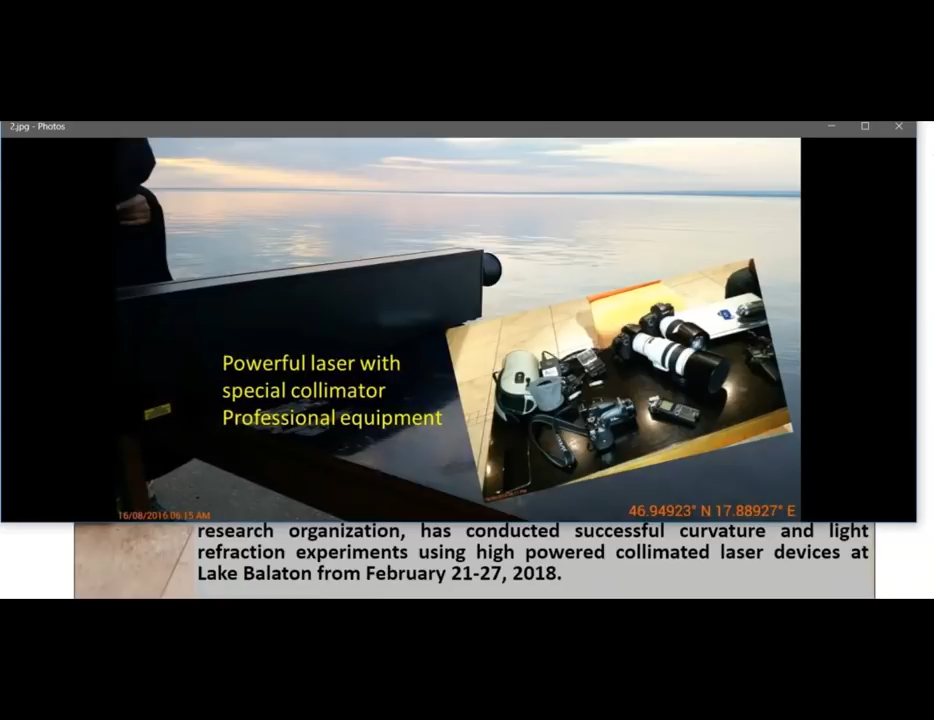 2.jpg - Photos
Powerful laser with
special collimator
Professional equipment
16/08/2016 06:15 AM
46.94923° N 17.88927° E
research organization, has conducted successful curvature and light
refraction experiments using high powered collimated laser devices at
Lake Balaton from February 21-27, 2018.